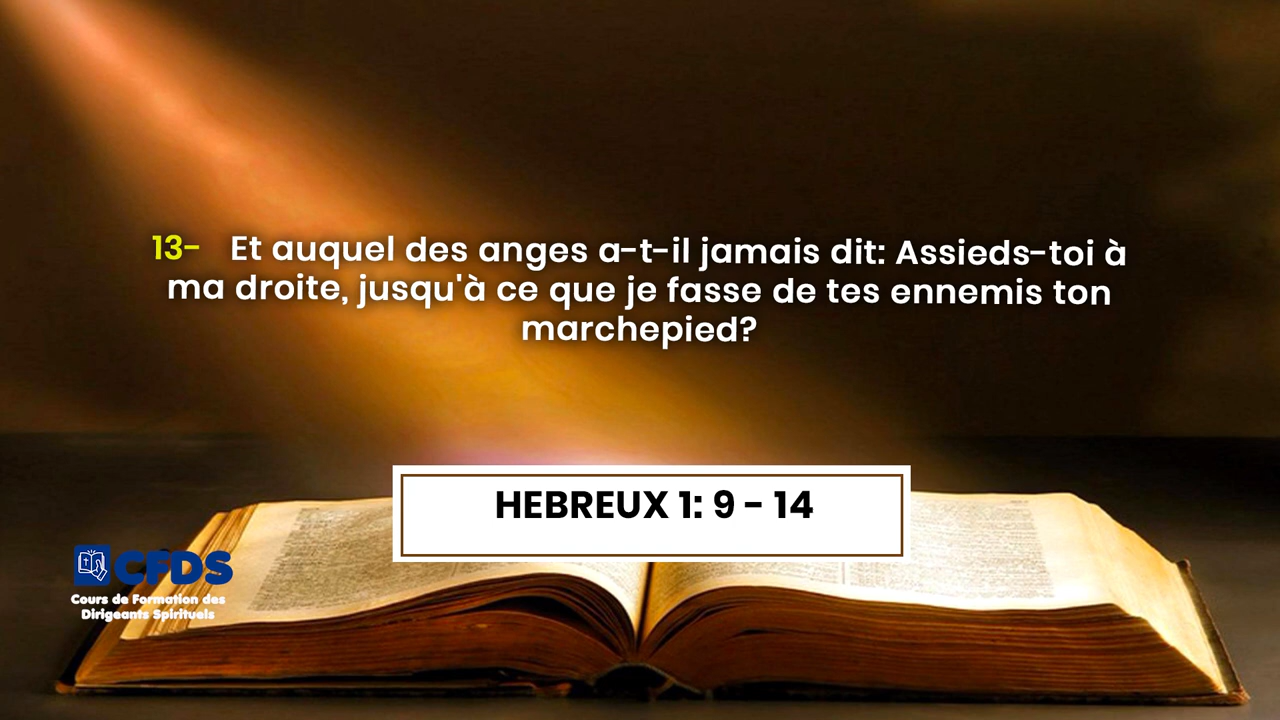 13- Et auquel des anges a-t-il jamais dit: Assieds-toi à
ma droite, jusqu'à ce que je fasse de tes ennemis ton
marchepied?
HEBREUX 1: 9 - 14
CFDS
Cours de Formation des
Dirigeants Spirituels